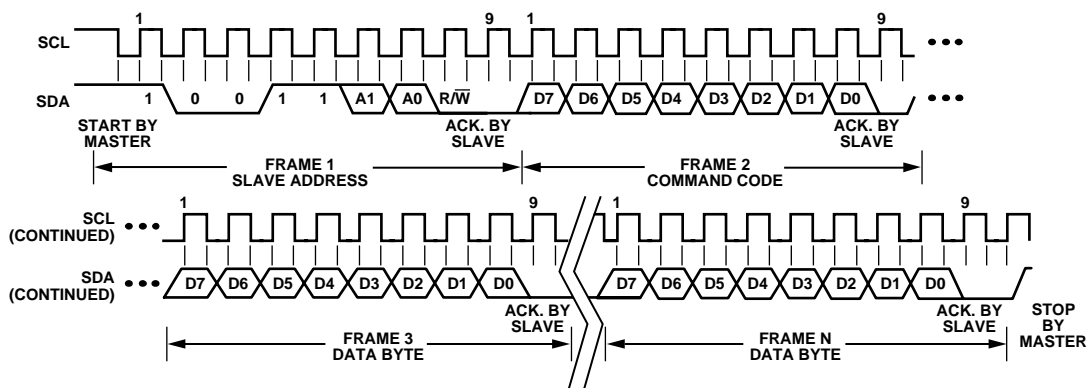 1 9 1 9
SCL
SDA 1 0 0 1 1 A1 A0 R/W̅ D7 D6 D5 D4 D3 D2 D1 D0
START BY MASTER
ACK. BY SLAVE
ACK. BY SLAVE
FRAME 1
SLAVE ADDRESS
FRAME 2
COMMAND CODE
1 9 1 9
SCL
(CONTINUED)
SDA
(CONTINUED)
D7 D6 D5 D4 D3 D2 D1 D0 D7 D6 D5 D4 D3 D2 D1 D0
ACK. BY
SLAVE
ACK. BY
SLAVE
STOP
BY
MASTER
FRAME 3
DATA BYTE
FRAME N
DATA BYTE